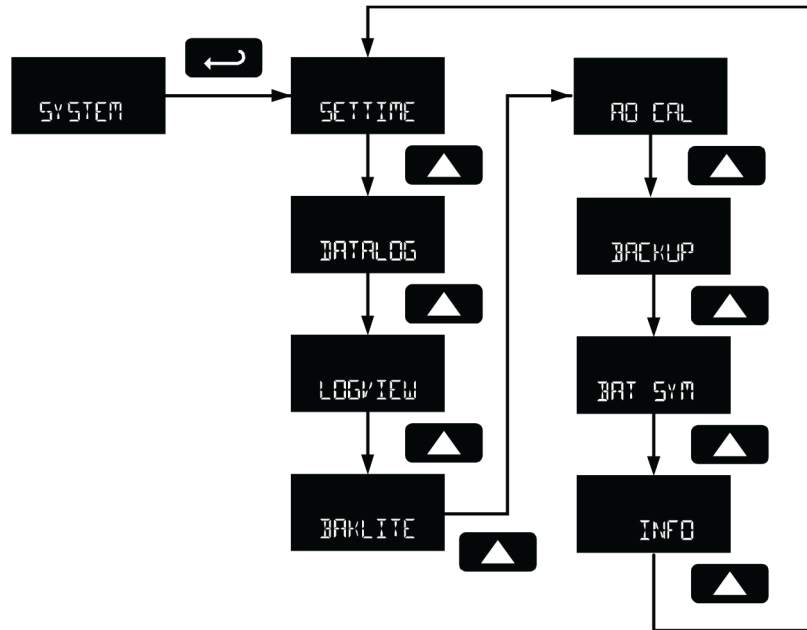 SYSTEM
SETTIME
DATALOG
LOGVIEW
BAKLITE
AO CAL
BACKUP
BAT SYM
INFO